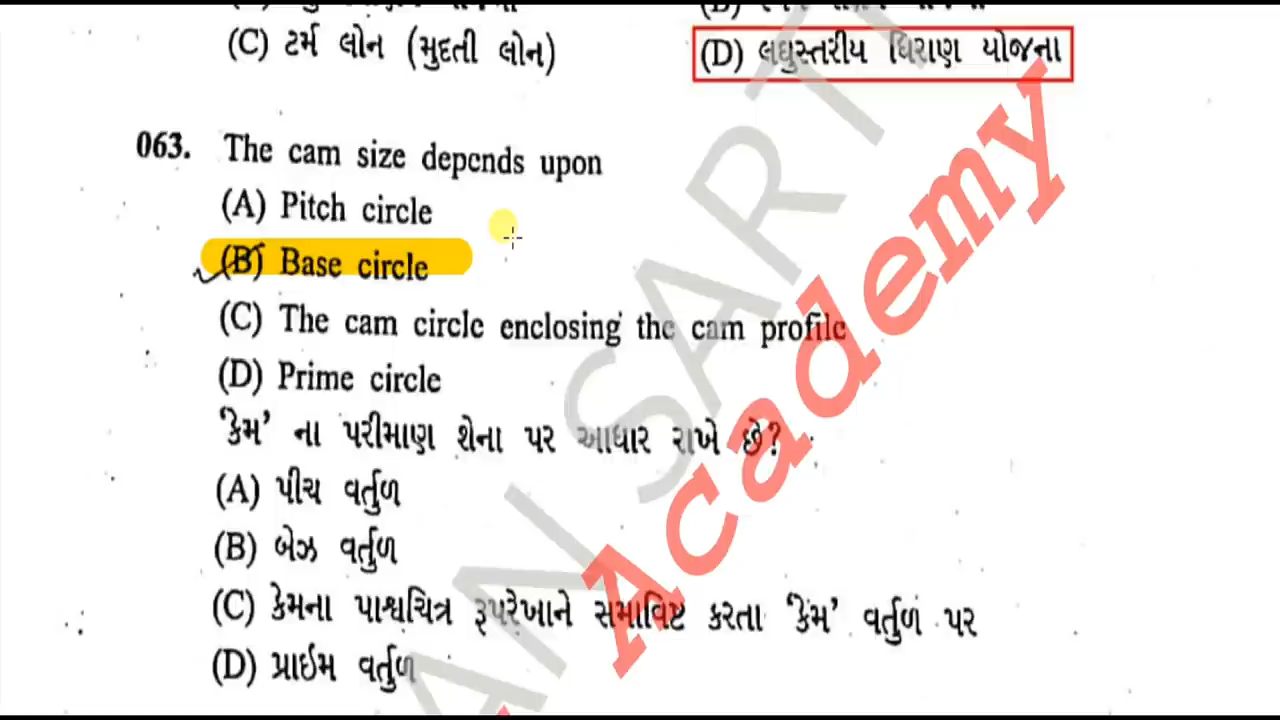 (C) ટર્મ લોન (મુદતી લોન)
(D) લઘુસ્તરીય ધિરાણ યોજના
063. The cam size depends upon
(A) Pitch circle
(B) Base circle
(C) The cam circle enclosing the cam profile
(D) Prime circle
‘કેમ’ ના પરીમાણ શેના પર આધાર રાખે છે?
(A) પીચ વર્તુળ
(B) બેઝ વર્તુળ
(C) કેમના પાશ્વચિત્ર રૂપરેખાને સમાવિષ્ટ કરતા ‘કેમ’ વર્તુળ પર
(D) પ્રાઇમ વર્તુળ
Academy